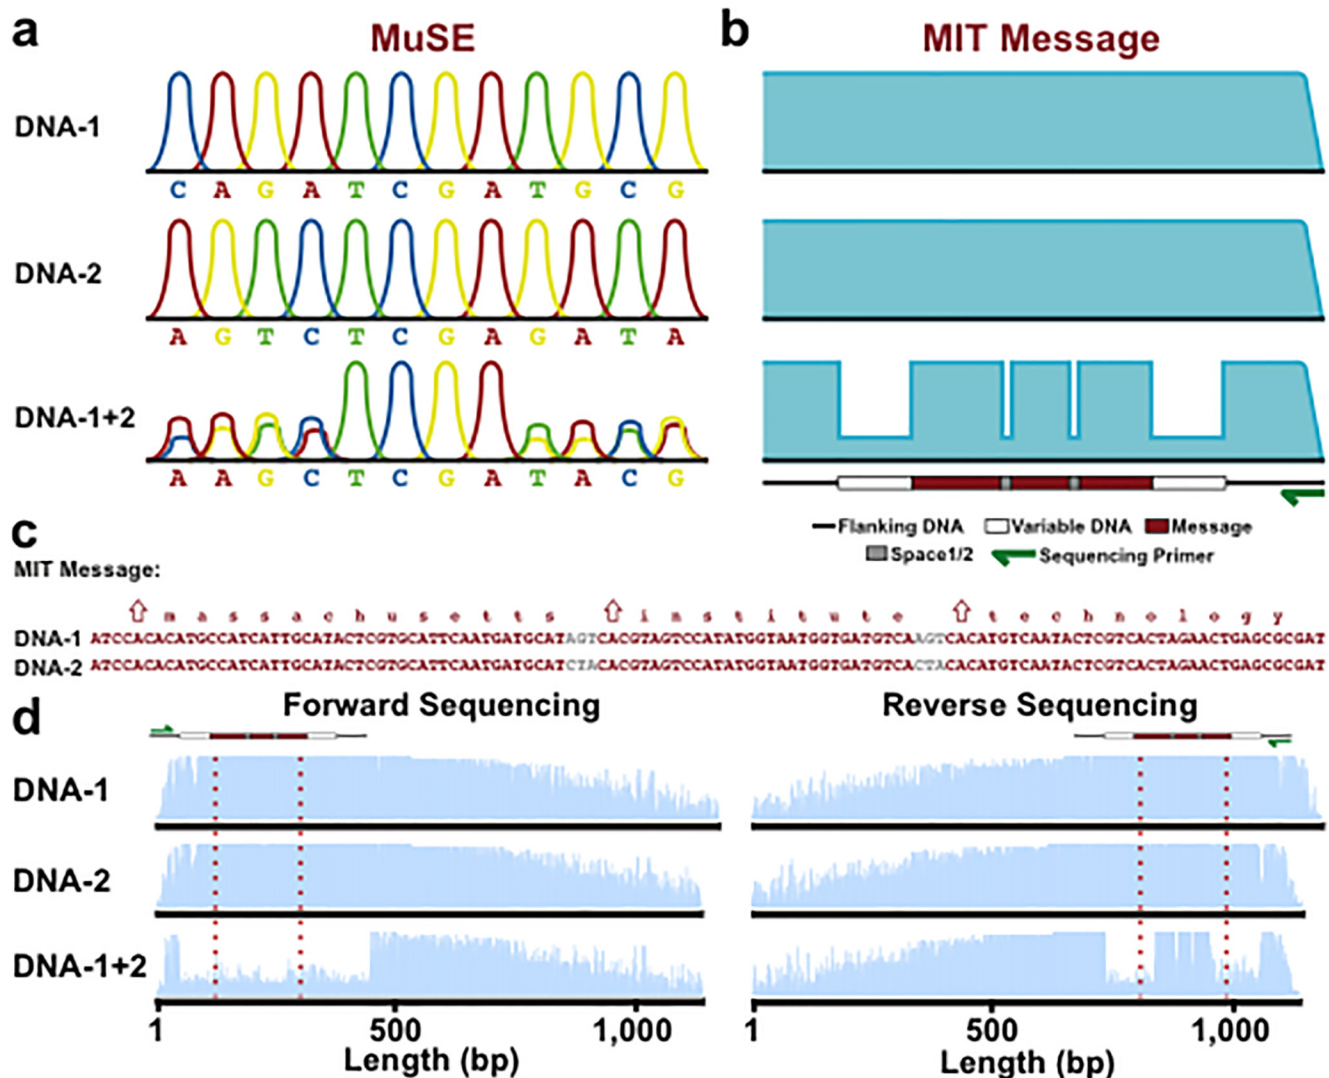 a
MuSE
DNA-1
C A G A T C G A T G C G
DNA-2
A G T C T C G A G A T A
DNA-1+2
A A G C T C G A T A C G
b
MIT Message
Flanking DNA
Variable DNA
Message
Space1/2
Sequencing Primer
c
MIT Message:
⇧ m a s s a c h u s e t t s ⇧ i n s t i t u t e ⇧ t e c h n o l o g y
DNA-1 ATCCACACATGCCATCATTGCATACTCGTGCATTCAATGATGCATAGTCACGTAGTCCATATGGTAATGGTGATGTCAAGTCACATGTCAATACTCGTCACTAGAACTGAGCGCGAT
DNA-2 ATCCACACATGCCATCATTGCATACTCGTGCATTCAATGATGCATCTACACGTAGTCCATATGGTAATGGTGATGTCACTACACATGTCAATACTCGTCACTAGAACTGAGCGCGAT
d
Forward Sequencing
DNA-1
DNA-2
DNA-1+2
1 500 1,000
Length (bp)
Reverse Sequencing
1 500 1,000
Length (bp)